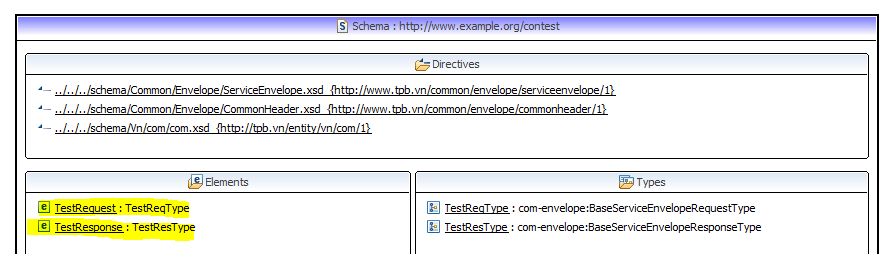 S Schema : http://www.example.org/contest
Directives
../../../schema/Common/Envelope/ServiceEnvelope.xsd {http://www.tpb.vn/common/envelope/serviceenvelope/1}
../../../schema/Common/Envelope/CommonHeader.xsd {http://www.tpb.vn/common/envelope/commonheader/1}
../../../schema/Vn/com/com.xsd {http://tpb.vn/entity/vn/com/1}
e Elements
e TestRequest : TestReqType
e TestResponse : TestResType
Types
TestReqType : com-envelope:BaseServiceEnvelopeRequestType
TestResType : com-envelope:BaseServiceEnvelopeResponseType